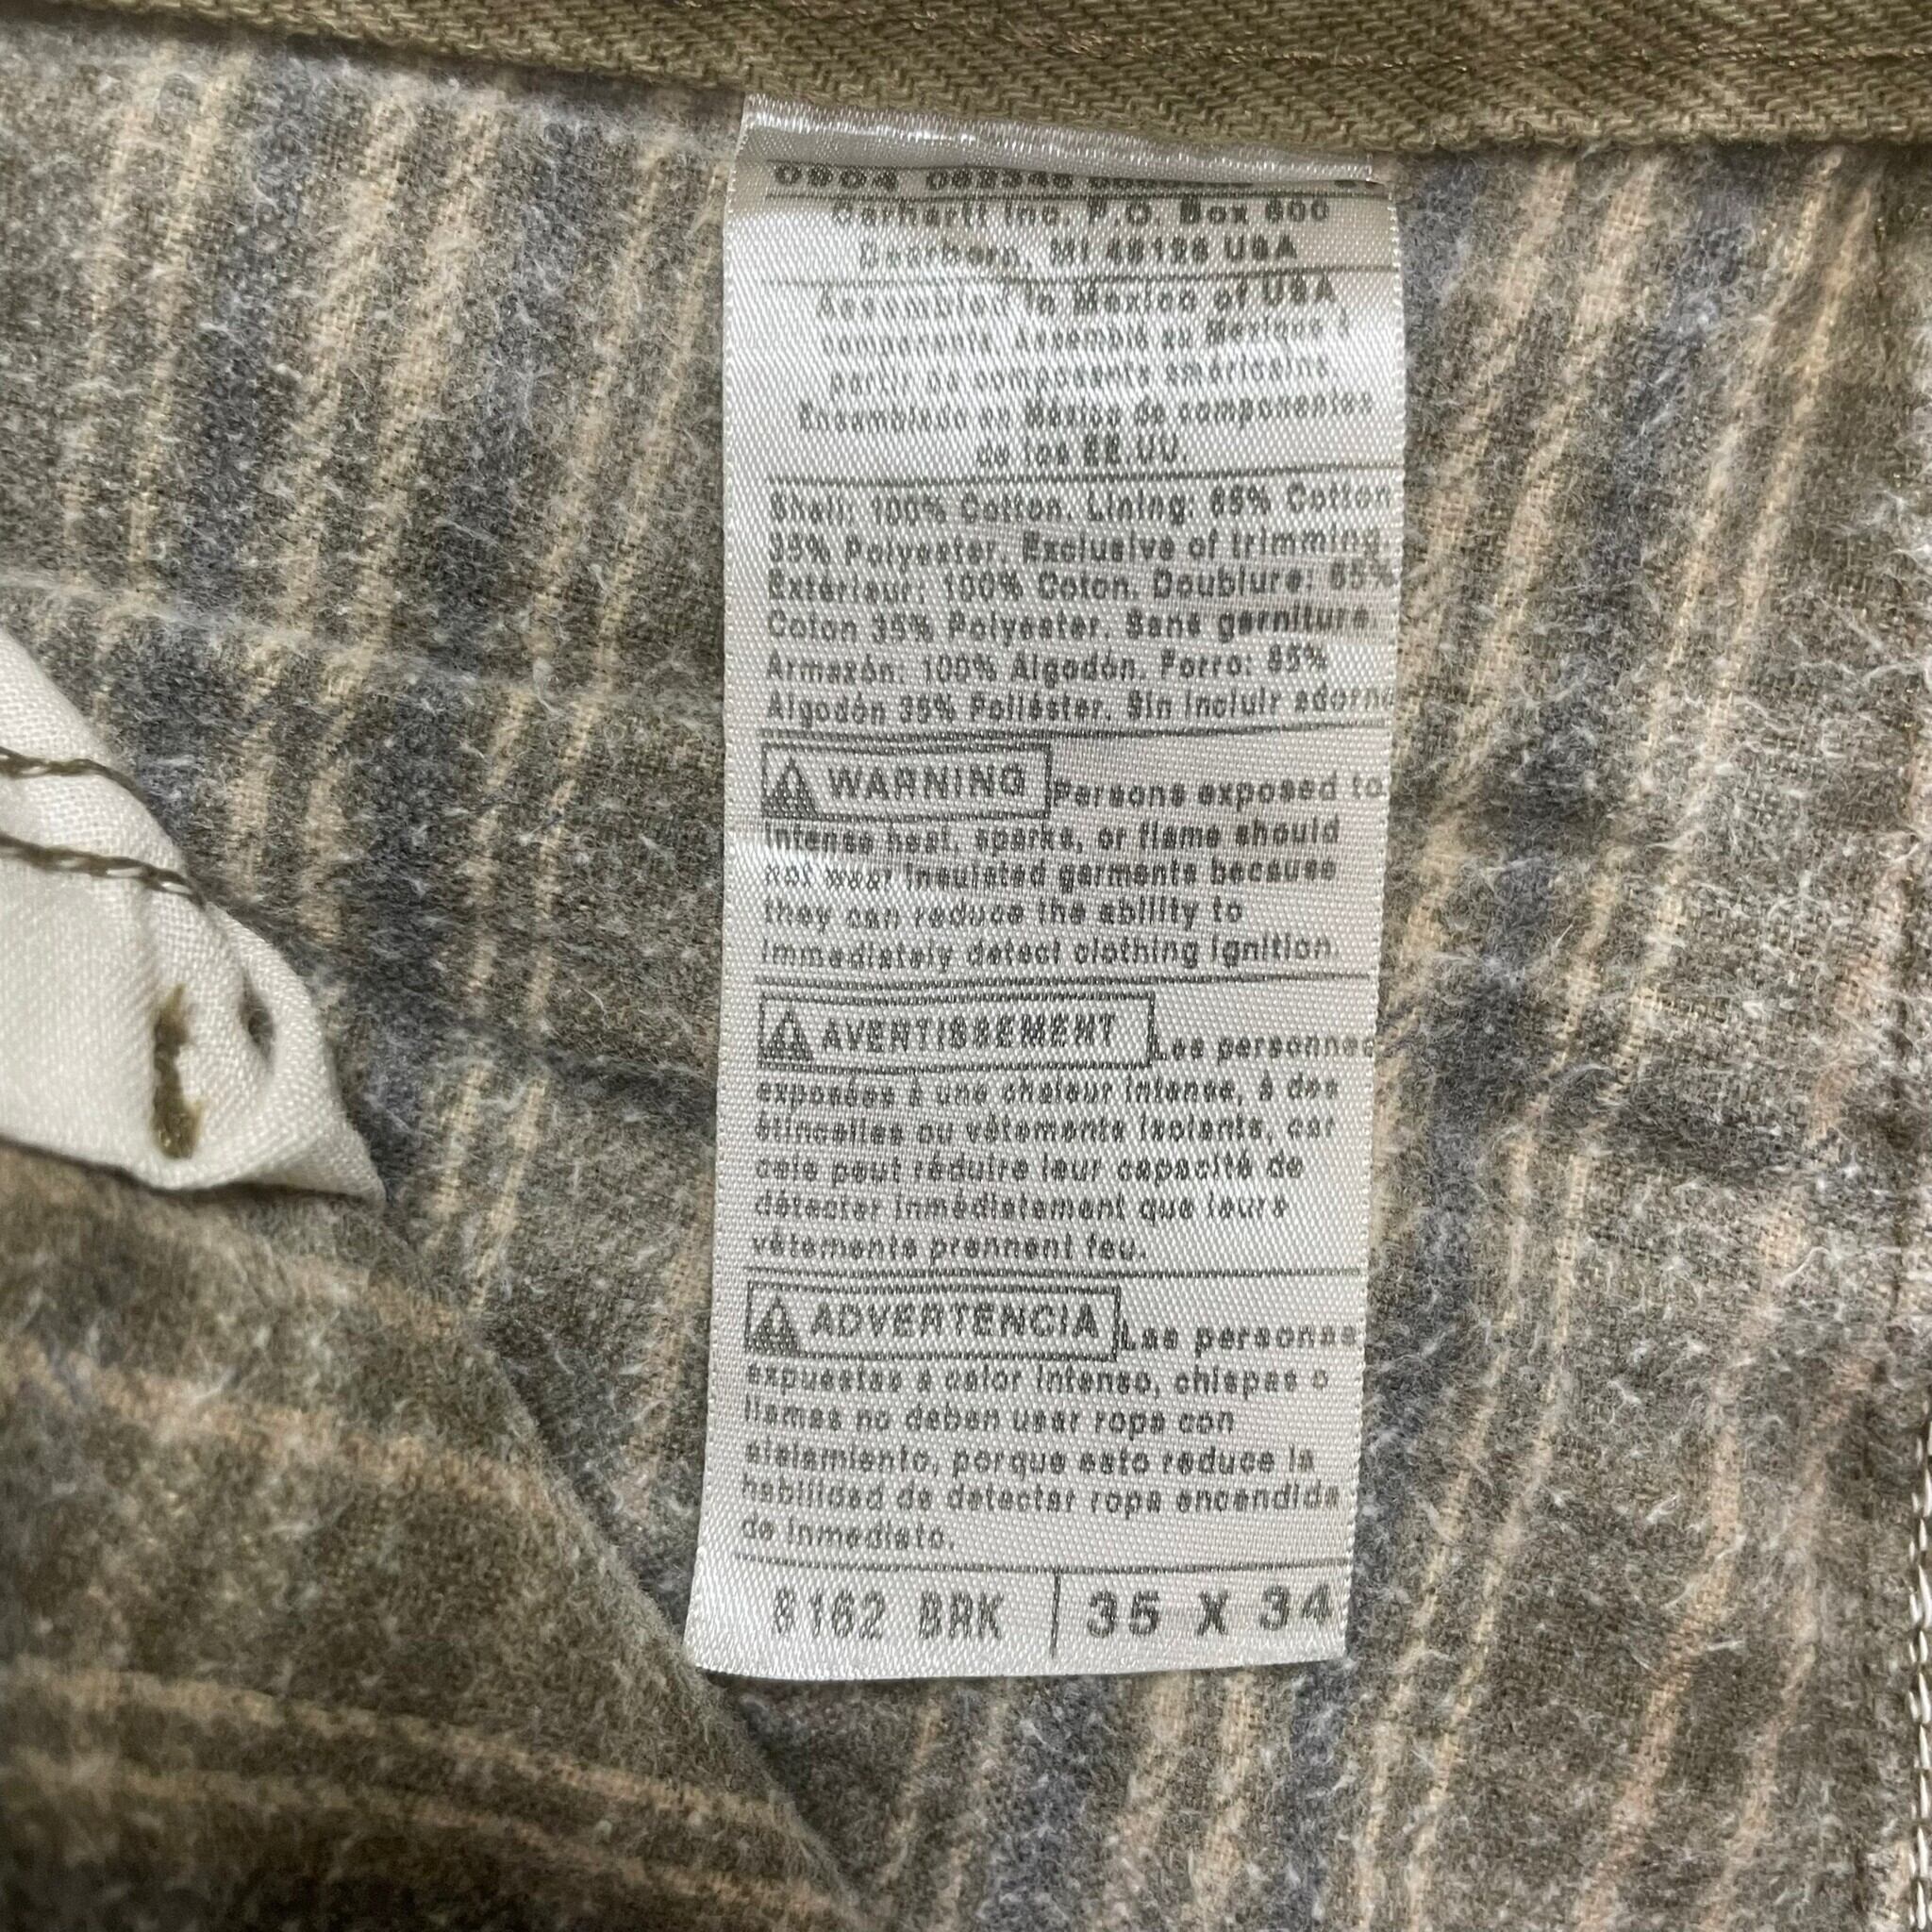 0904 062346
Carhartt Inc. P.O. Box 600
Dearborn, MI 48126 USA
Assembled in Mexico of USA
components. Assemblé au Mexique à
partir de composants américains.
Ensamblado en México de componentes
de los EE.UU.
Shell: 100% Cotton. Lining: 65% Cotton
35% Polyester. Exclusive of trimming
Extérieur: 100% Coton. Doublure: 65%
Coton 35% Polyester. Sans garniture.
Armazón: 100% Algodón. Forro: 65%
Algodón 35% Poliéster. Sin incluir adorno
WARNING Persons exposed to
intense heat, sparks, or flame should
not wear insulated garments because
they can reduce the ability to
immediately detect clothing ignition.
AVERTISSEMENT Les personnes
exposées à une chaleur intense, à des
étincelles ou vêtements isolants, car
cela peut réduire leur capacité de
détecter inmédiatement que leurs
vêtements prennent feu.
ADVERTENCIA Las personas
expuestas a calor intenso, chispas o
llamas no deben usar ropa con
aislamiento, porque esto reduce la
habilidad de detectar ropa encendida
de inmediato.
8162 BRK 35 X 34